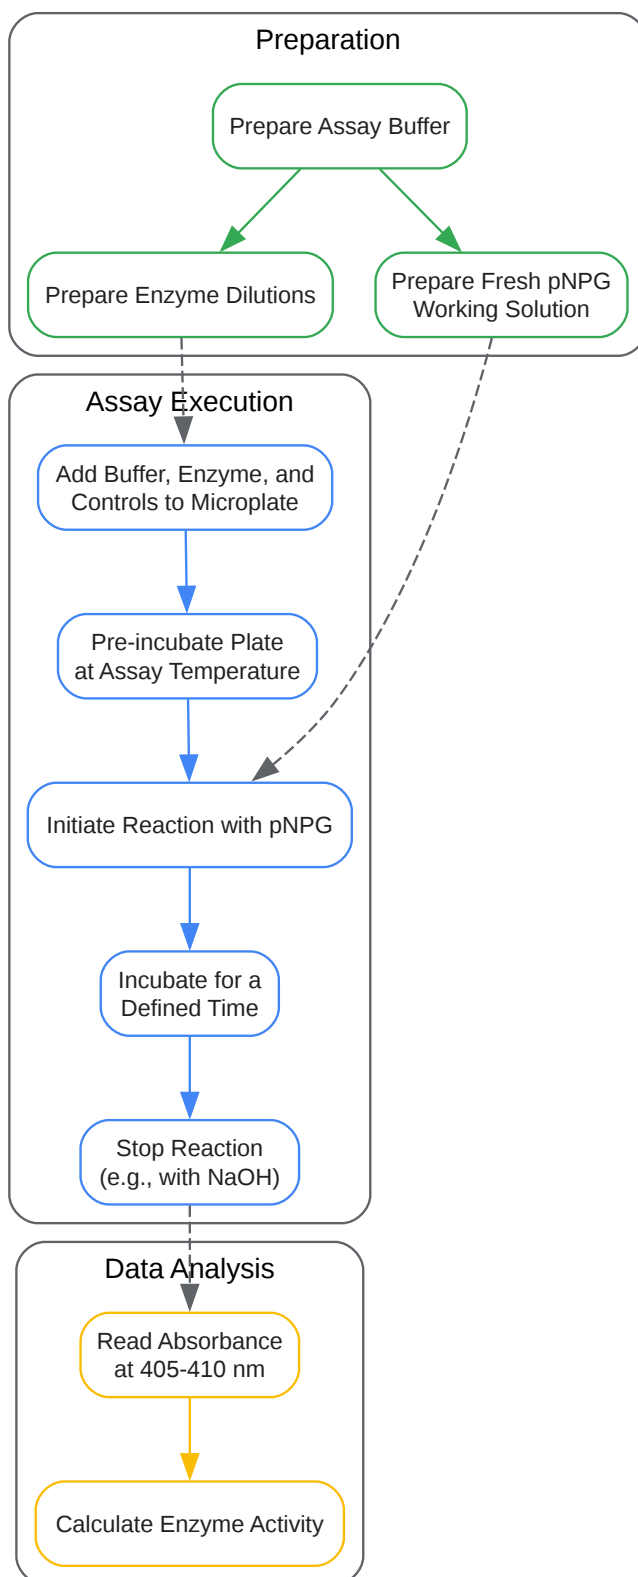 Preparation
Prepare Assay Buffer
Prepare Enzyme Dilutions
Prepare Fresh pNPG
Working Solution
Assay Execution
Add Buffer, Enzyme, and
Controls to Microplate
Pre-incubate Plate
at Assay Temperature
Initiate Reaction with pNPG
Incubate for a
Defined Time
Stop Reaction
(e.g., with NaOH)
Data Analysis
Read Absorbance
at 405-410 nm
Calculate Enzyme Activity